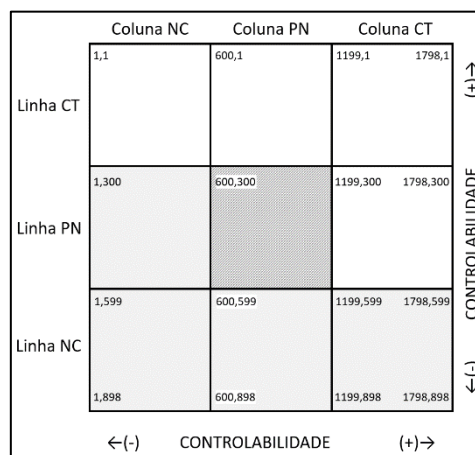 Coluna NC Coluna PN Coluna CT
1,1 600,1 1199,1 1798,1
Linha CT
1,300 600,300 1199,300 1798,300
Linha PN
1,599 600,599 1199,599 1798,599
Linha NC
1,898 600,898 1199,898 1798,898
←(-) CONTROLABILIDADE (+)→
←(-) CONTROLABILIDADE (+)→